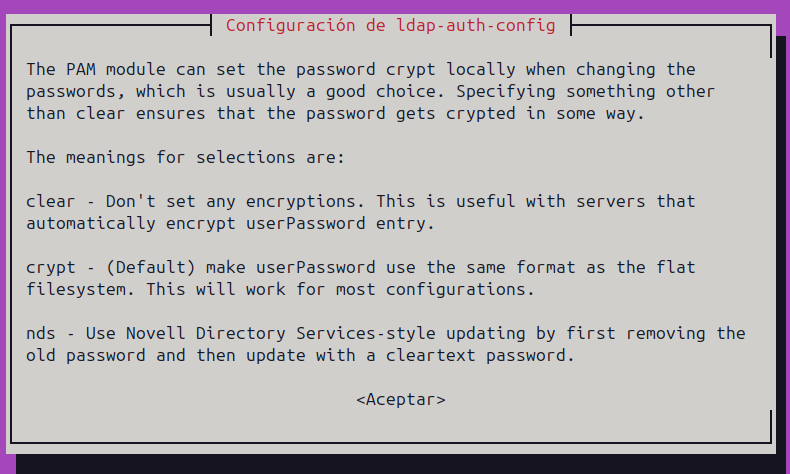 Configuración de ldap-auth-config
The PAM module can set the password crypt locally when changing the
passwords, which is usually a good choice. Specifying something other
than clear ensures that the password gets crypted in some way.
The meanings for selections are:
clear - Don't set any encryptions. This is useful with servers that
automatically encrypt userPassword entry.
crypt - (Default) make userPassword use the same format as the flat
filesystem. This will work for most configurations.
nds - Use Novell Directory Services-style updating by first removing the
old password and then update with a cleartext password.
<Aceptar>